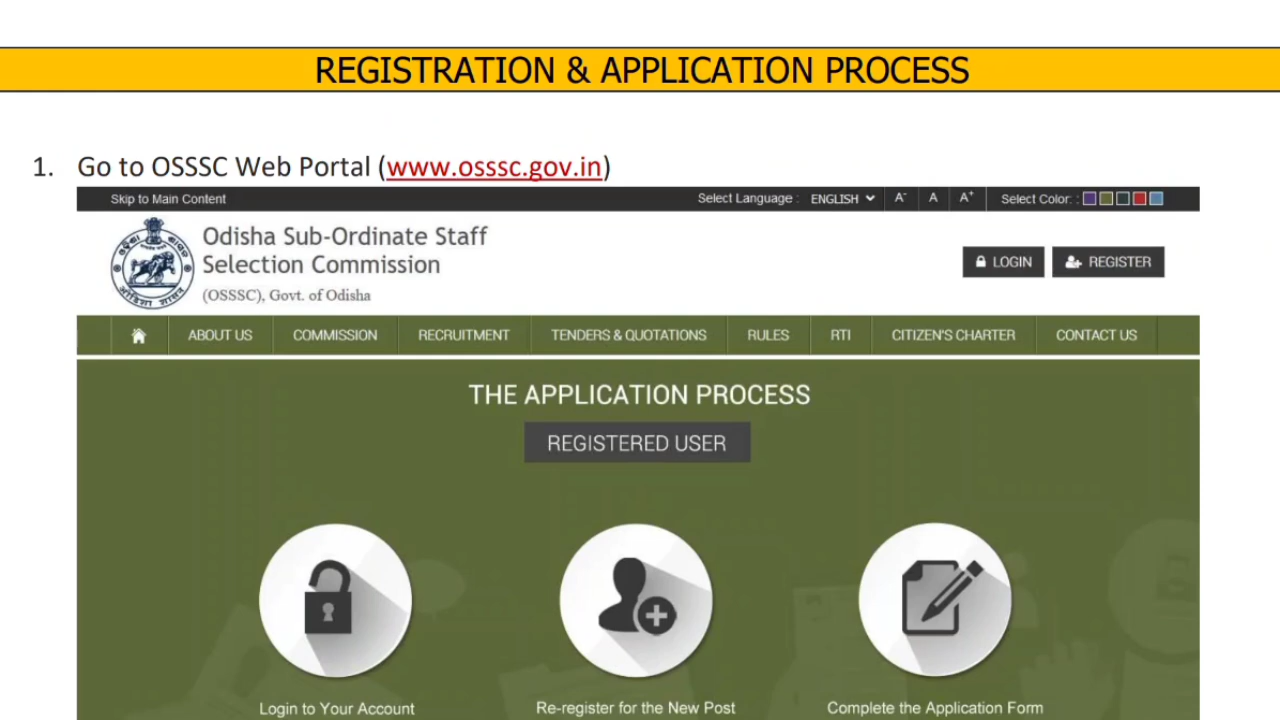 REGISTRATION & APPLICATION PROCESS
1. Go to OSSSC Web Portal (www.osssc.gov.in)
Skip to Main Content
Select Language : ENGLISH A- A A+ Select Color: :
Odisha Sub-Ordinate Staff
Selection Commission
(OSSSC), Govt. of Odisha
LOGIN REGISTER
ABOUT US COMMISSION RECRUITMENT TENDERS & QUOTATIONS RULES RTI CITIZEN'S CHARTER CONTACT US
THE APPLICATION PROCESS
REGISTERED USER
Login to Your Account Re-register for the New Post Complete the Application Form